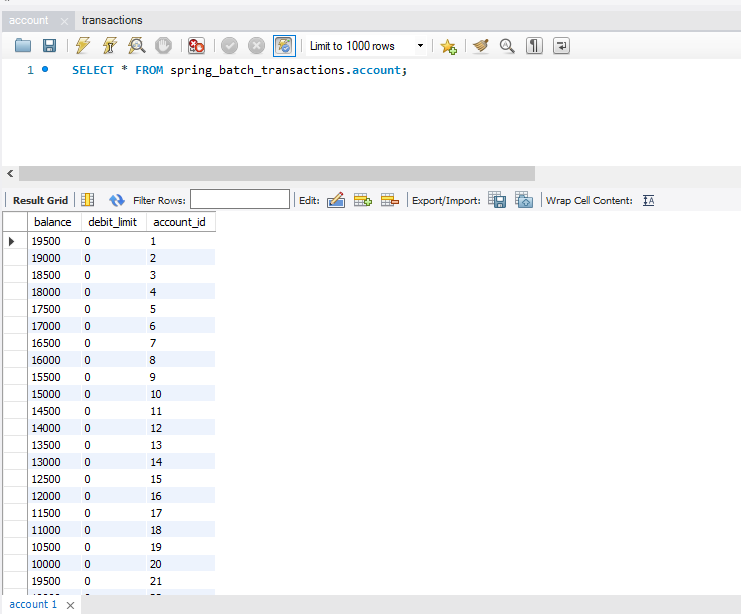 account transactions
Limit to 1000 rows
1 SELECT * FROM spring_batch_transactions.account;
Result Grid Filter Rows: Edit: Export/Import: Wrap Cell Content:
balance debit_limit account_id
19500 0 1
19000 0 2
18500 0 3
18000 0 4
17500 0 5
17000 0 6
16500 0 7
16000 0 8
15500 0 9
15000 0 10
14500 0 11
14000 0 12
13500 0 13
13000 0 14
12500 0 15
12000 0 16
11500 0 17
11000 0 18
10500 0 19
10000 0 20
19500 0 21
account 1